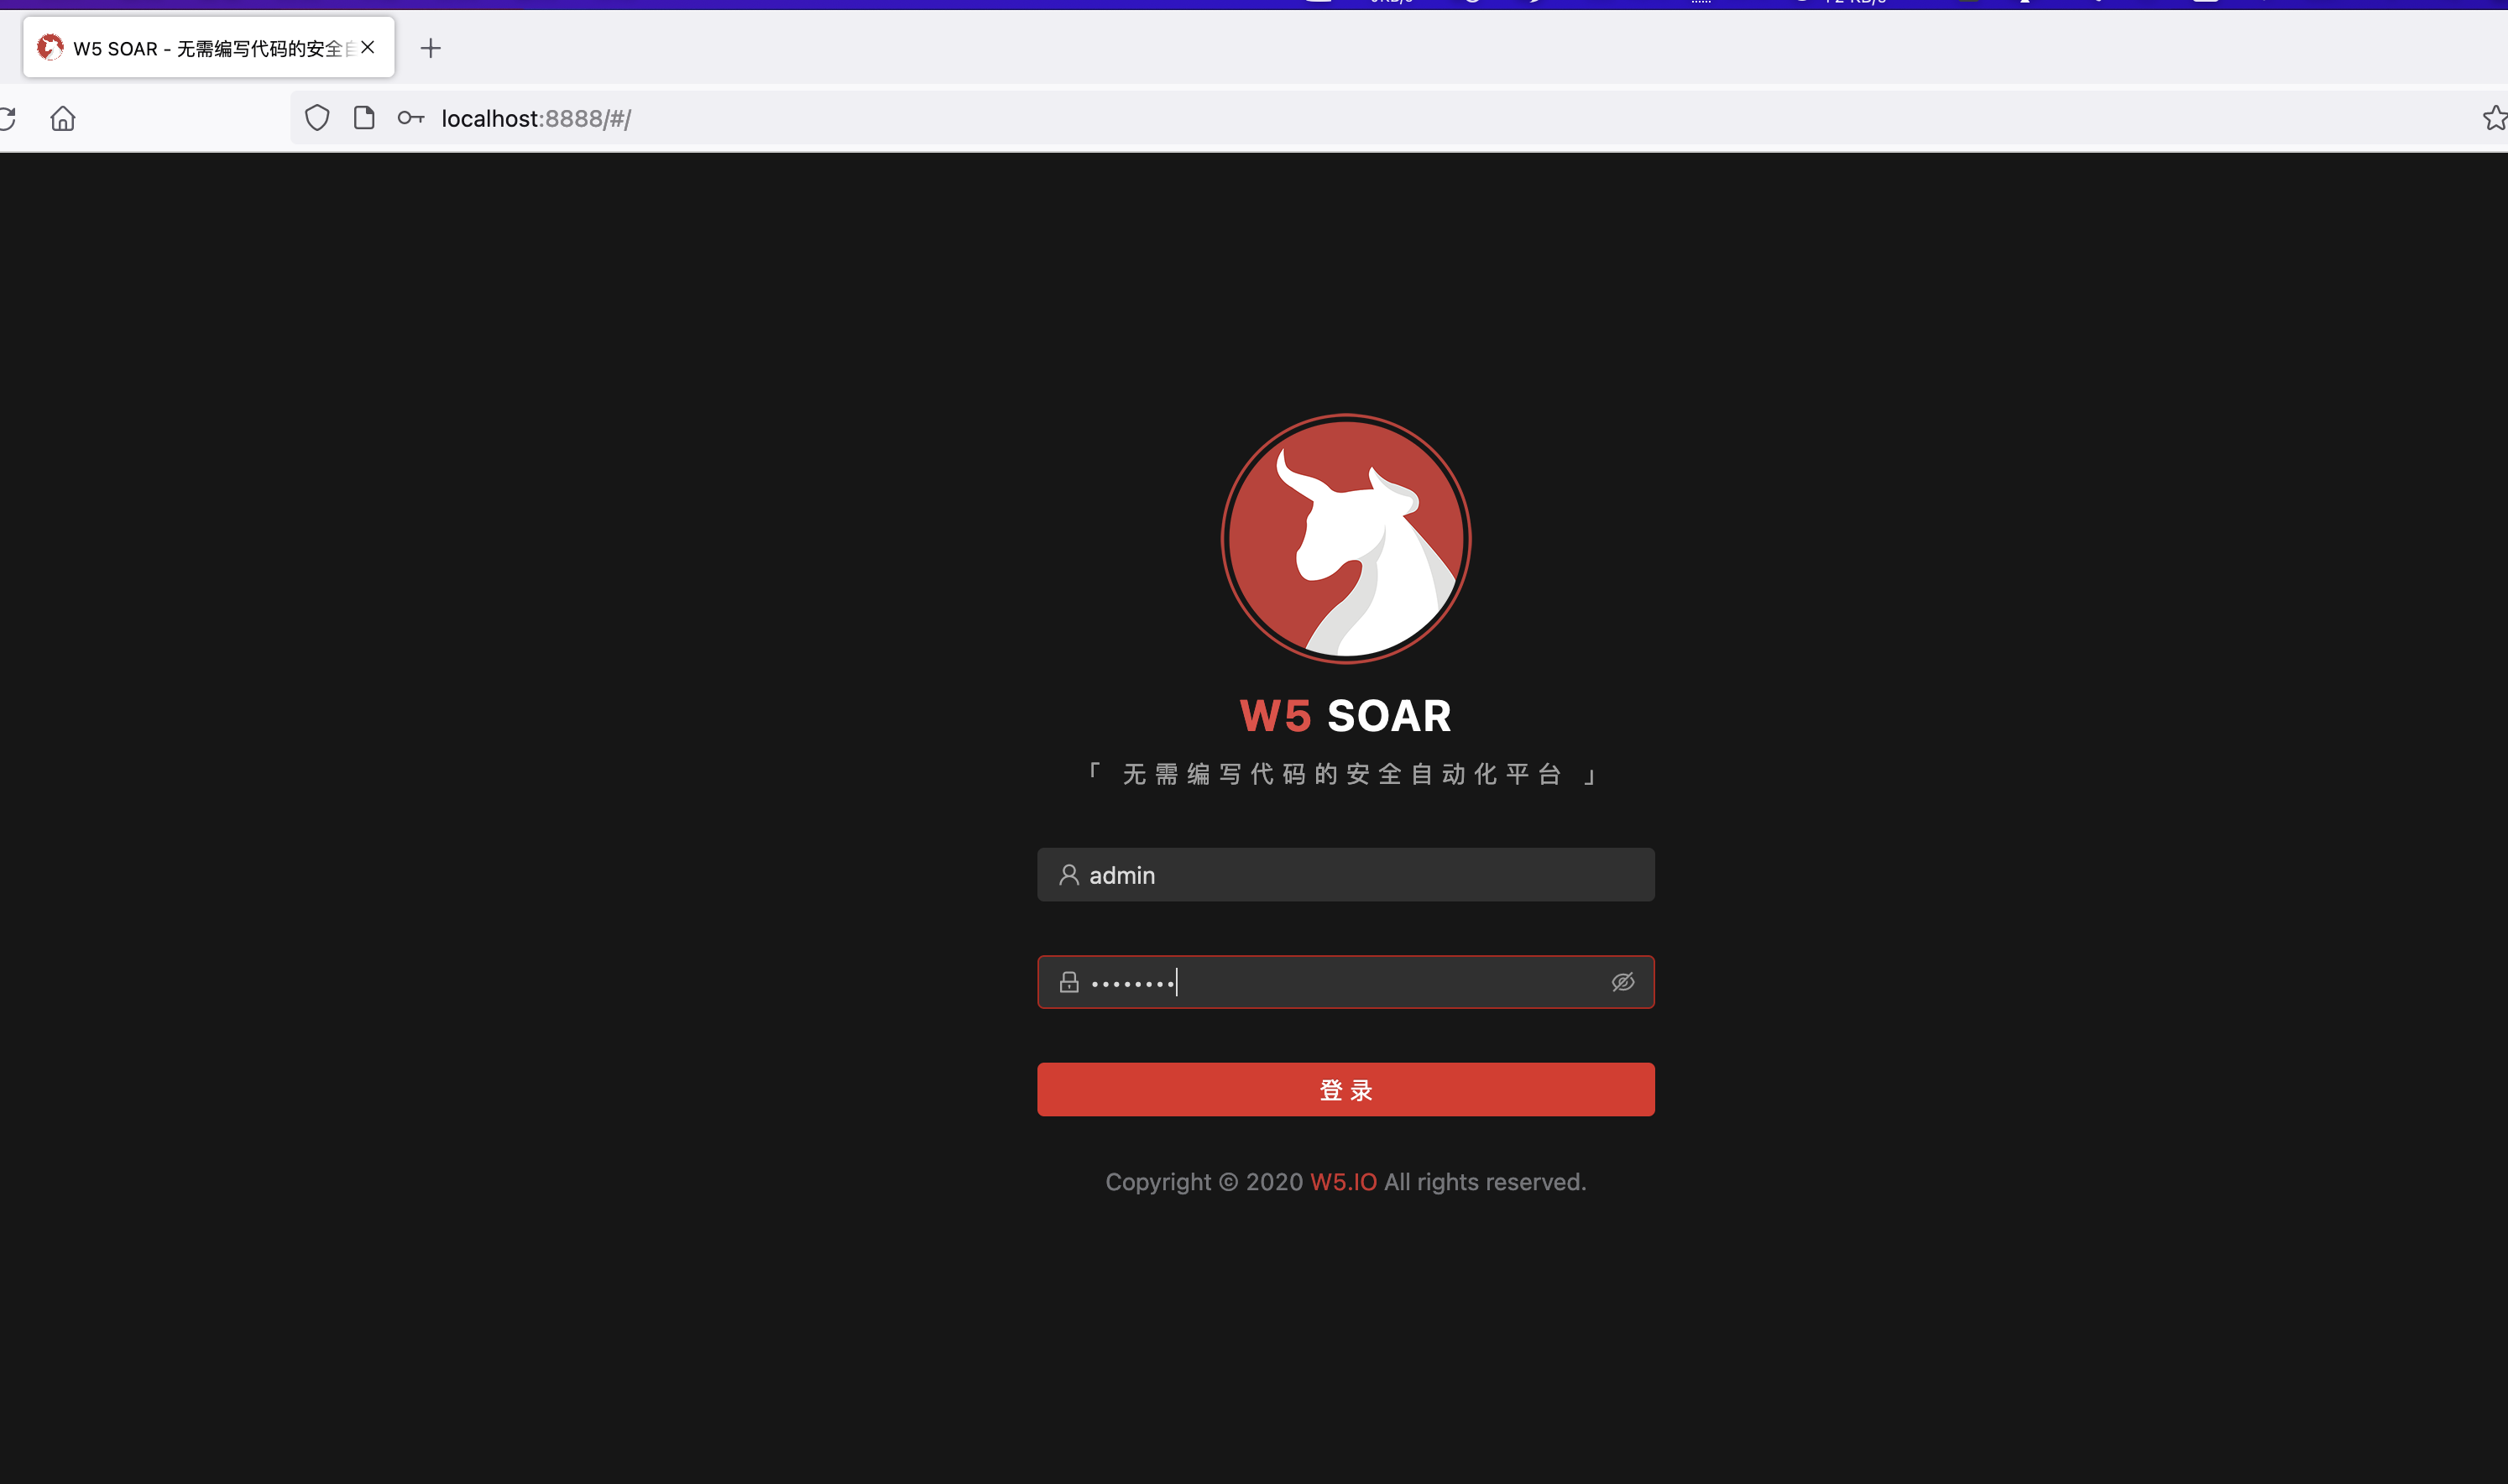 W5 SOAR - 无需编写代码的安全自
localhost:8888/#/
W5 SOAR
「 无需编写代码的安全自动化平台 」
admin
••••••••
登 录
Copyright © 2020 W5.IO All rights reserved.